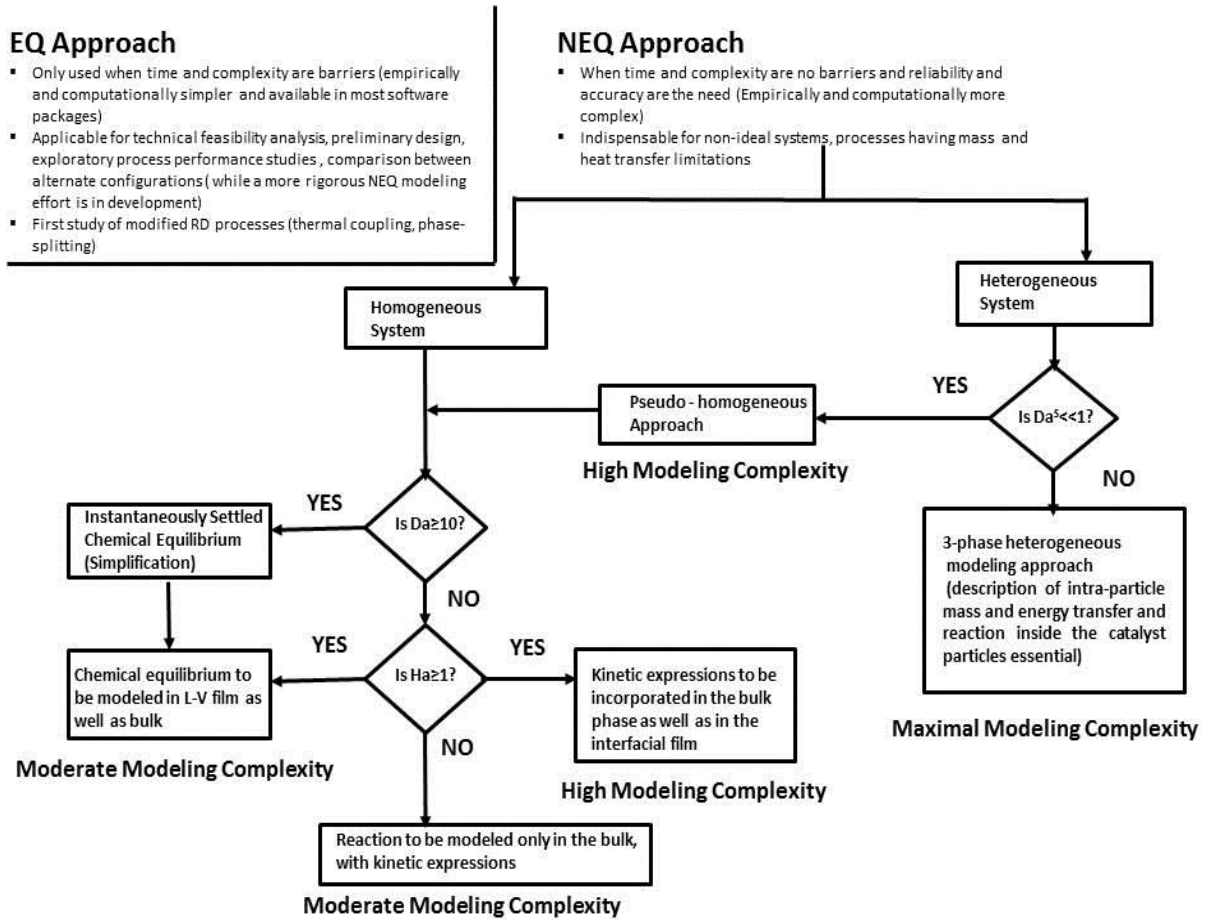 EQ Approach
▪ Only used when time and complexity are barriers (empirically
and computationally simpler and available in most software
packages)
▪ Applicable for technical feasibility analysis, preliminary design,
exploratory process performance studies , comparison between
alternate configurations( while a more rigorous NEQ modeling
effort is in development)
▪ First study of modified RD processes (thermal coupling, phase-
splitting)
NEQ Approach
▪ When time and complexity are no barriers and reliability and
accuracy are the need (Empirically and computationally more
complex)
▪ Indispensable for non-ideal systems, processes having mass and
heat transfer limitations
Homogeneous
System
Heterogeneous
System
YES
Is Daˢ<<1?
Pseudo - homogeneous
Approach
High Modeling Complexity
NO
3-phase heterogeneous
modeling approach
(description of intra-particle
mass and energy transfer and
reaction inside the catalyst
particles essential)
Maximal Modeling Complexity
YES
Is Da≥10?
Instantaneously Settled
Chemical Equilibrium
(Simplification)
NO
YES
Is Ha≥1?
YES
Chemical equilibrium to
be modeled in L-V film as
well as bulk
Moderate Modeling Complexity
Kinetic expressions to be
incorporated in the bulk
phase as well as in the
interfacial film
High Modeling Complexity
NO
Reaction to be modeled only in the bulk,
with kinetic expressions
Moderate Modeling Complexity